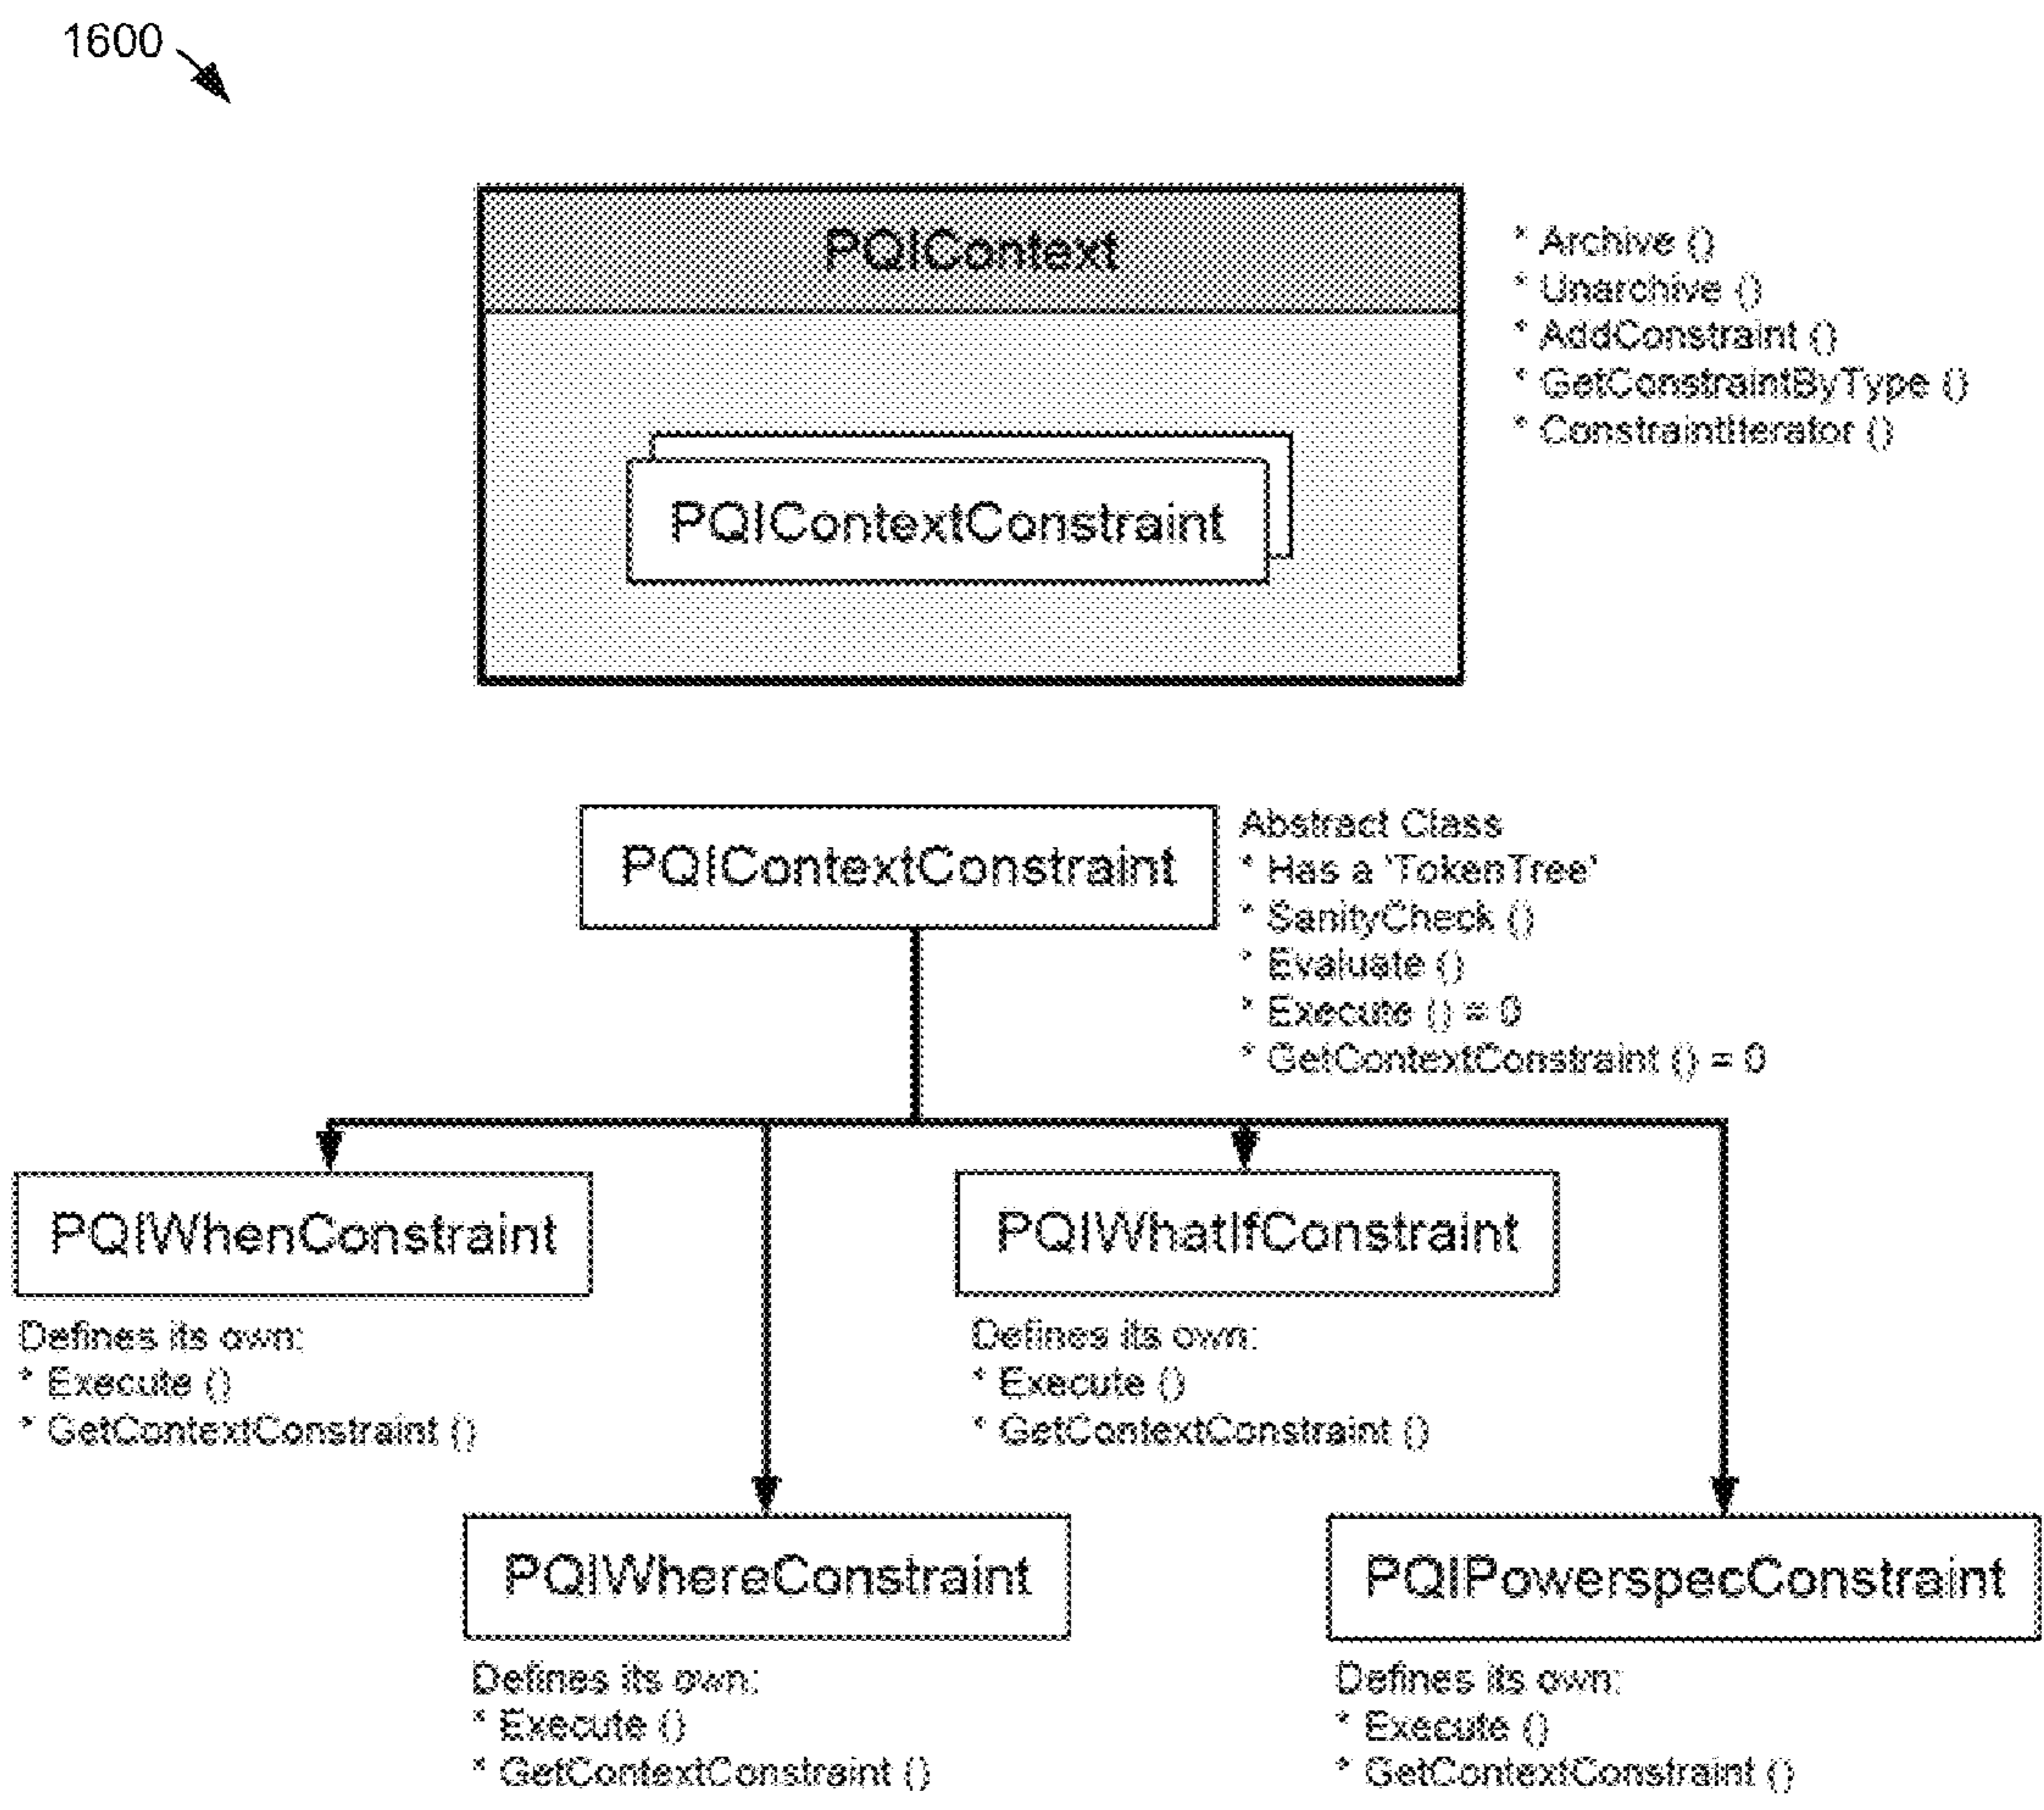 1600
PQIContext
* Archive ()
* Unarchive ()
* AddConstraint ()
* GetConstraintByType ()
* ConstraintIterator ()
PQIContextConstraint
PQIContextConstraint
Abstract Class
* Has a 'TokenTree'
* SanityCheck ()
* Evaluate ()
* Execute () = 0
* GetContextConstraint () = 0
PQIWhenConstraint
Defines its own:
* Execute ()
* GetContextConstraint ()
PQIWhatIfConstraint
Defines its own:
* Execute ()
* GetContextConstraint ()
PQIWhereConstraint
Defines its own:
* Execute ()
* GetContextConstraint ()
PQIPowerspecConstraint
Defines its own:
* Execute ()
* GetContextConstraint ()